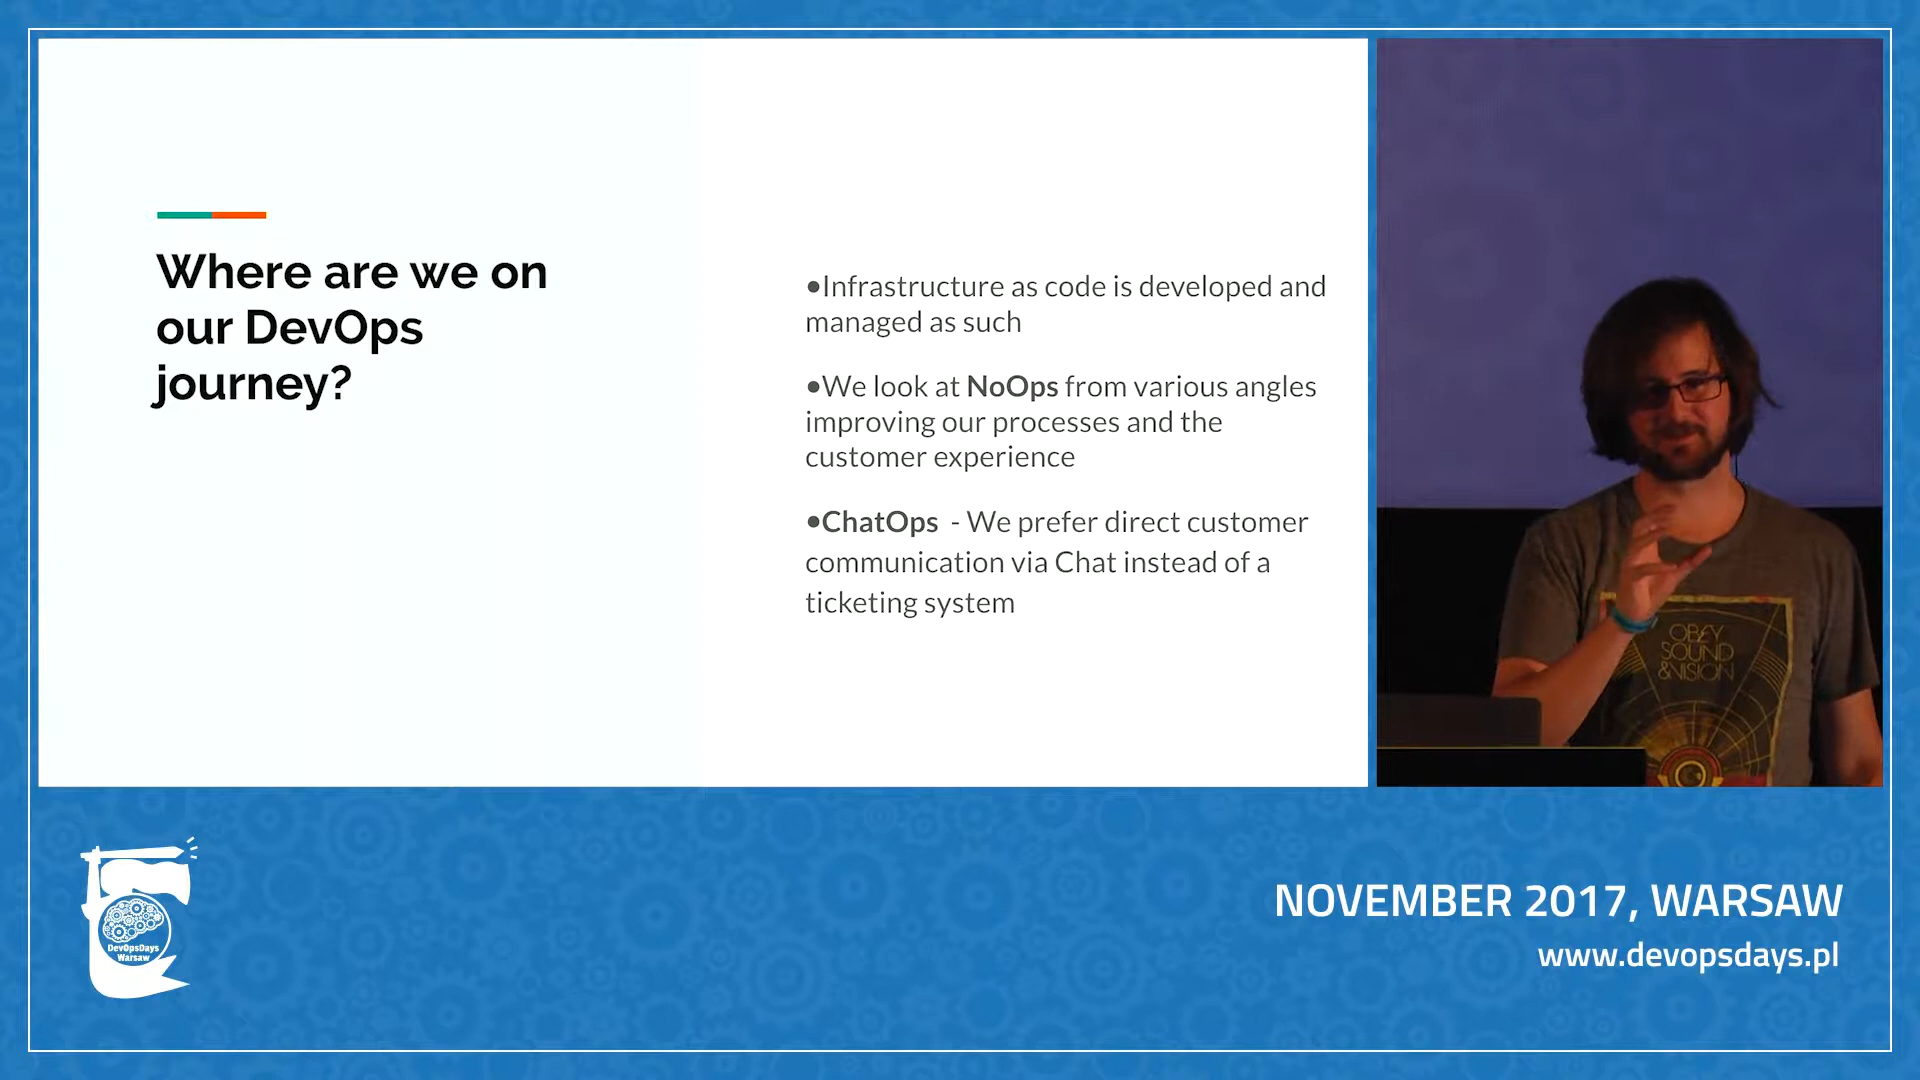 Where are we on
our DevOps
journey?
•Infrastructure as code is developed and
managed as such
•We look at NoOps from various angles
improving our processes and the
customer experience
•ChatOps - We prefer direct customer
communication via Chat instead of a
ticketing system
OBEY
SOUND
&VISION
DevOpsDays
Warsaw
NOVEMBER 2017, WARSAW
www.devopsdays.pl